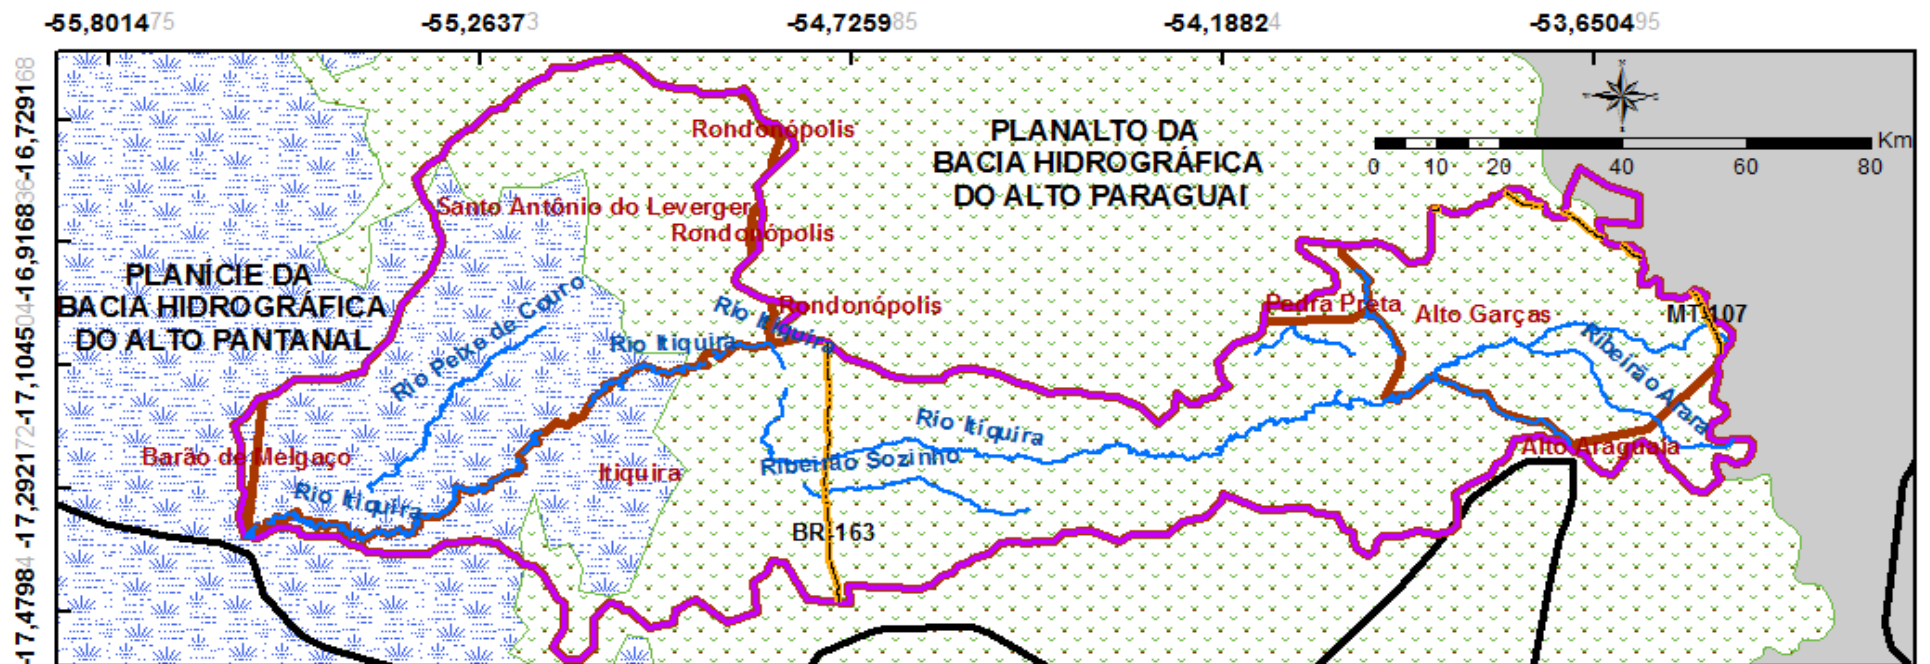 -55,801475 -55,26373 -54,725985 -54,18824 -53,650495
-16,729168
-16,916836
-17,104504
-17,292172
-17,47984
Km
0 10 20 40 60 80
PLANALTO DA
BACIA HIDROGRÁFICA
DO ALTO PARAGUAI
Rondonópolis
Santo Antônio do Leverger
Rondonópolis
PLANÍCIE DA
BACIA HIDROGRÁFICA
DO ALTO PANTANAL
Rio Peixe de Couro
Rondonópolis
Rio Itiquira
Rio Itiquira
Pedra Preta
Alto Garças
MT-107
Ribeirão Arara
Rio Itiquira
Ribeirão Sozinho
Alto Araguaia
Barão de Melgaço
Itiquira
Rio Itiquira
BR-163